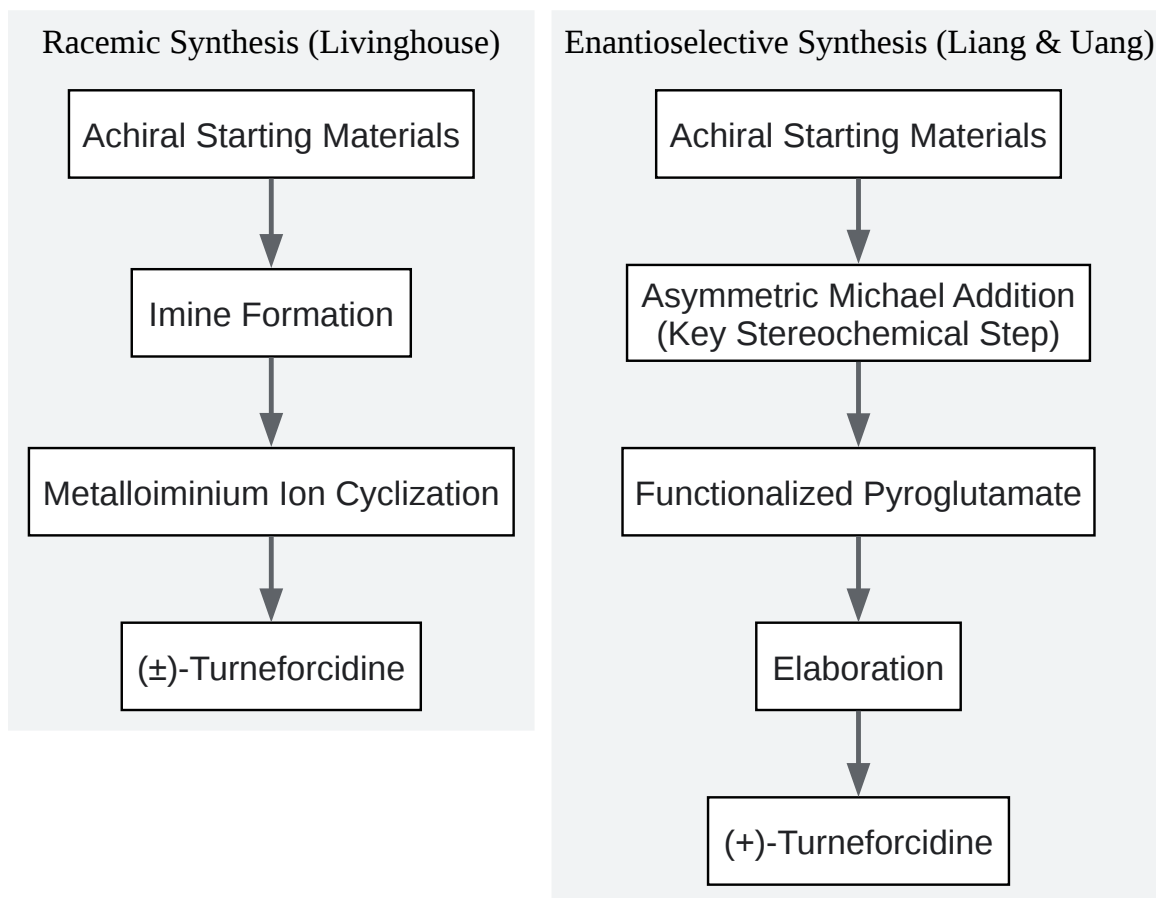 Racemic Synthesis (Livinghouse)
Achiral Starting Materials
Imine Formation
Metalloiminium Ion Cyclization
(±)-Turneforcidine
Enantioselective Synthesis (Liang & Uang)
Achiral Starting Materials
Asymmetric Michael Addition
(Key Stereochemical Step)
Functionalized Pyroglutamate
Elaboration
(+)-Turneforcidine